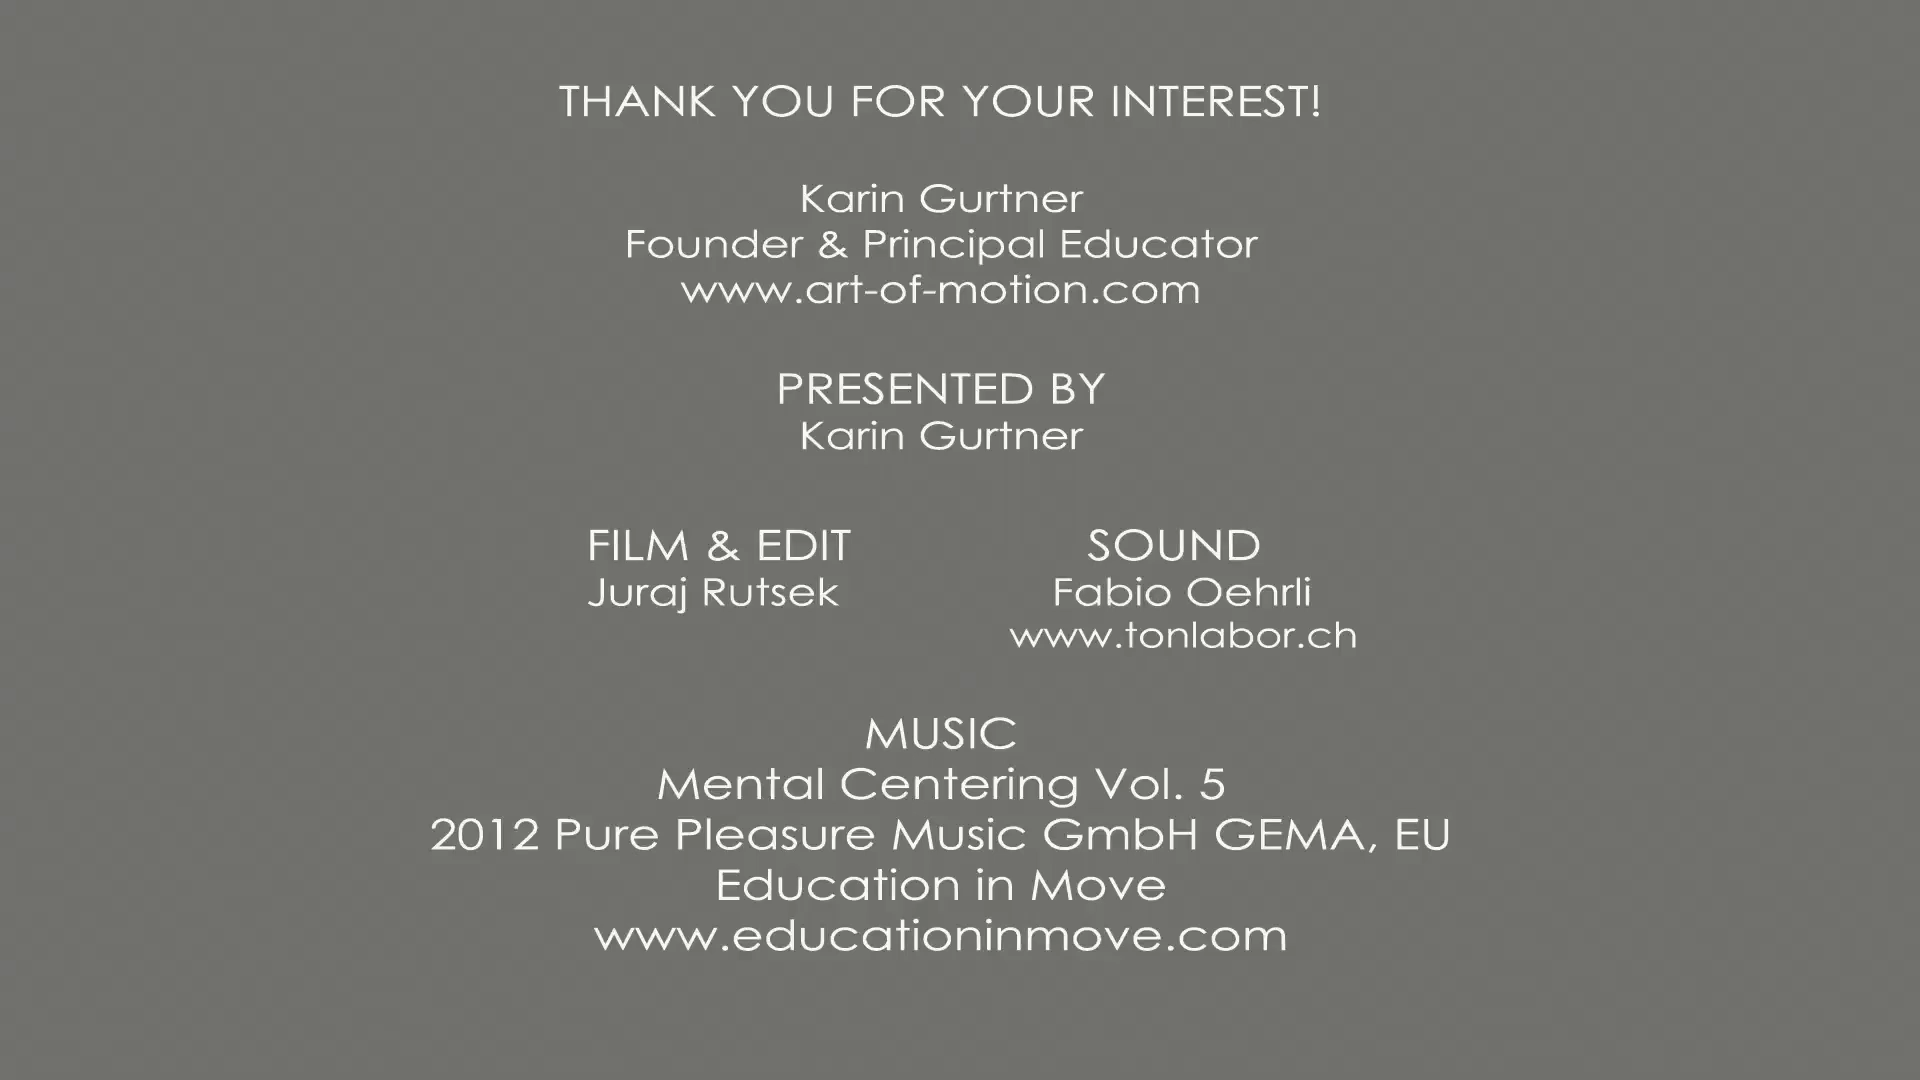 THANK YOU FOR YOUR INTEREST!
Karin Gurtner
Founder & Principal Educator
www.art-of-motion.com
PRESENTED BY
Karin Gurtner
FILM & EDIT
Juraj Rutsek
SOUND
Fabio Oehrli
www.tonlabor.ch
MUSIC
Mental Centering Vol. 5
2012 Pure Pleasure Music GmbH GEMA, EU
Education in Move
www.educationinmove.com